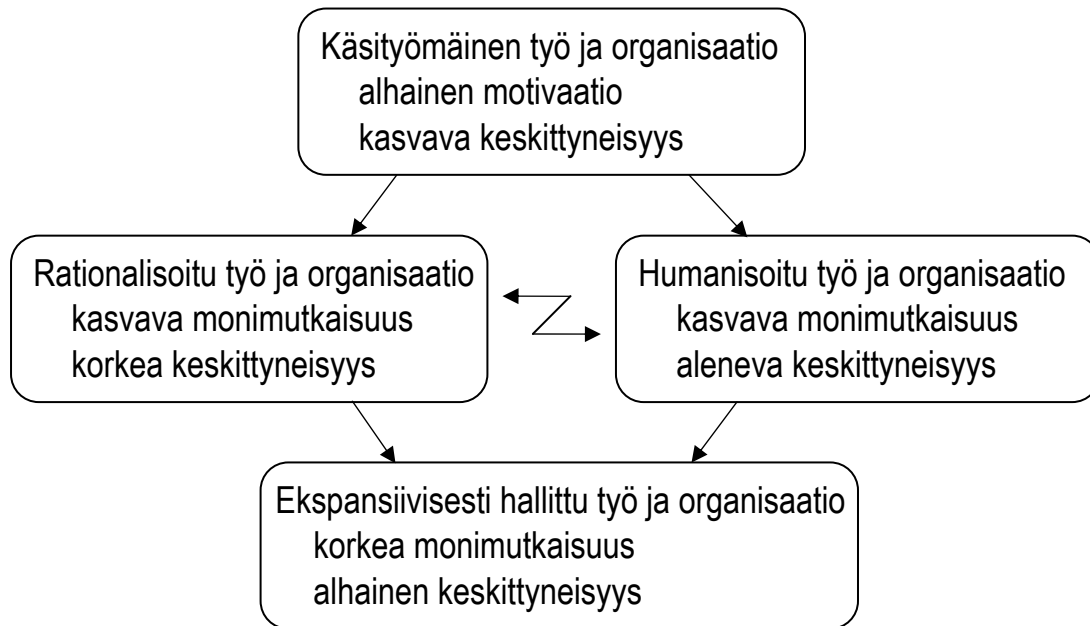 Käsityömäinen työ ja organisaatio
alhainen motivaatio
kasvava keskittyneisyys
Rationalisoitu työ ja organisaatio
kasvava monimutkaisuus
korkea keskittyneisyys
Humanisoitu työ ja organisaatio
kasvava monimutkaisuus
aleneva keskittyneisyys
Ekspansiivisesti hallittu työ ja organisaatio
korkea monimutkaisuus
alhainen keskittyneisyys